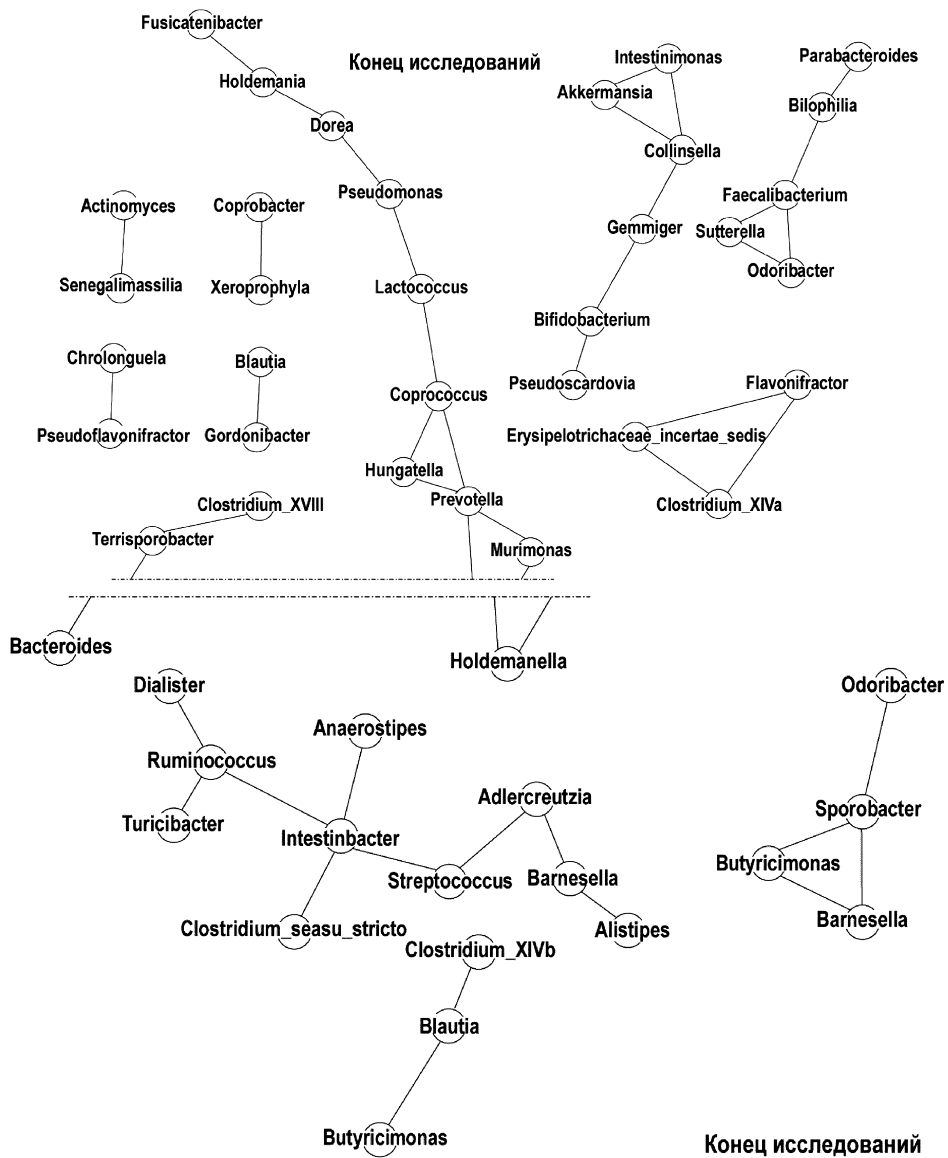 Fusicatenibacter
Конец исследований
Intestinimonas
Parabacteroides
Holdemania
Akkermansia
Bilophilia
Dorea
Collinsella
Pseudomonas
Faecalibacterium
Actinomyces
Coprobacter
Gemmiger
Sutterella
Odoribacter
Senegalimassilia
Xeroprophyla
Lactococcus
Bifidobacterium
Chrolonguela
Blautia
Pseudoscardovia
Flavonifractor
Coprococcus
Pseudoflavonifractor
Gordonibacter
Erysipelotrichaceae_incertae_sedis
Hungatella
Prevotella
Clostridium_XVIII
Clostridium_XIVa
Terrisporobacter
Murimonas
Bacteroides
Holdemanella
Dialister
Odoribacter
Anaerostipes
Ruminococcus
Adlercreutzia
Sporobacter
Turicibacter
Intestinbacter
Butyricimonas
Streptococcus
Barnesella
Barnesella
Clostridium_seasu_stricto
Alistipes
Clostridium_XIVb
Blautia
Butyricimonas
Конец исследований